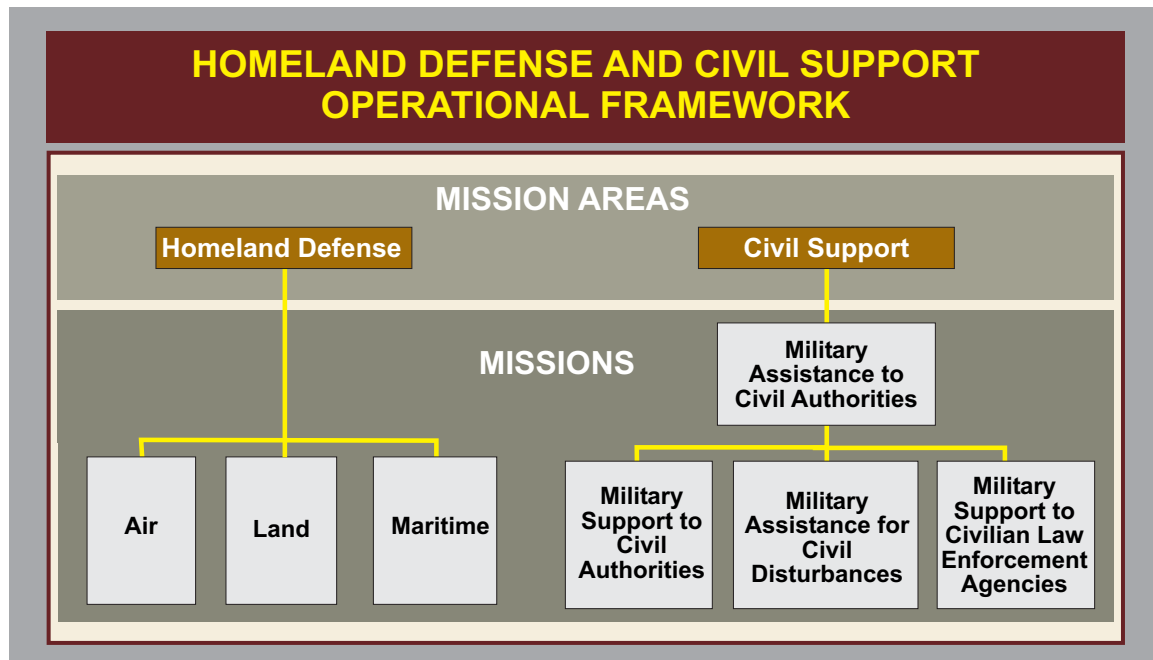 HOMELAND DEFENSE AND CIVIL SUPPORT
OPERATIONAL FRAMEWORK
MISSION AREAS
Homeland Defense
Civil Support
MISSIONS
Military
Assistance to
Civil Authorities
Air
Land
Maritime
Military
Support to
Civil
Authorities
Military
Assistance for
Civil
Disturbances
Military
Support to
Civilian Law
Enforcement
Agencies